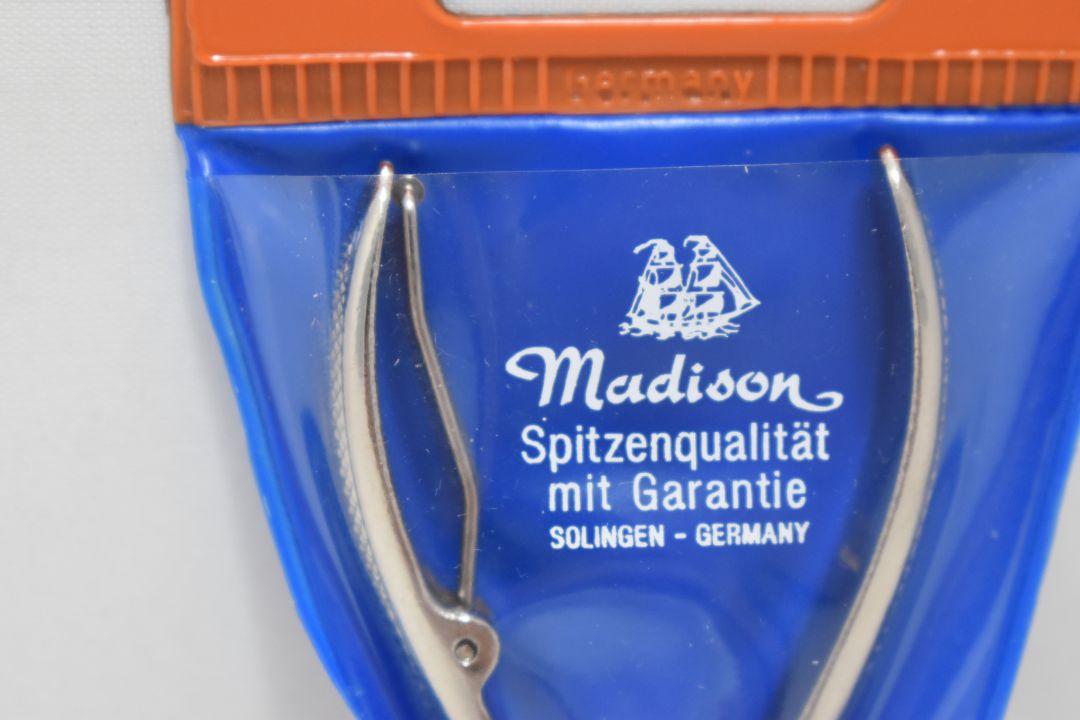 germany
Madison
Spitzenqualität
mit Garantie
SOLINGEN - GERMANY